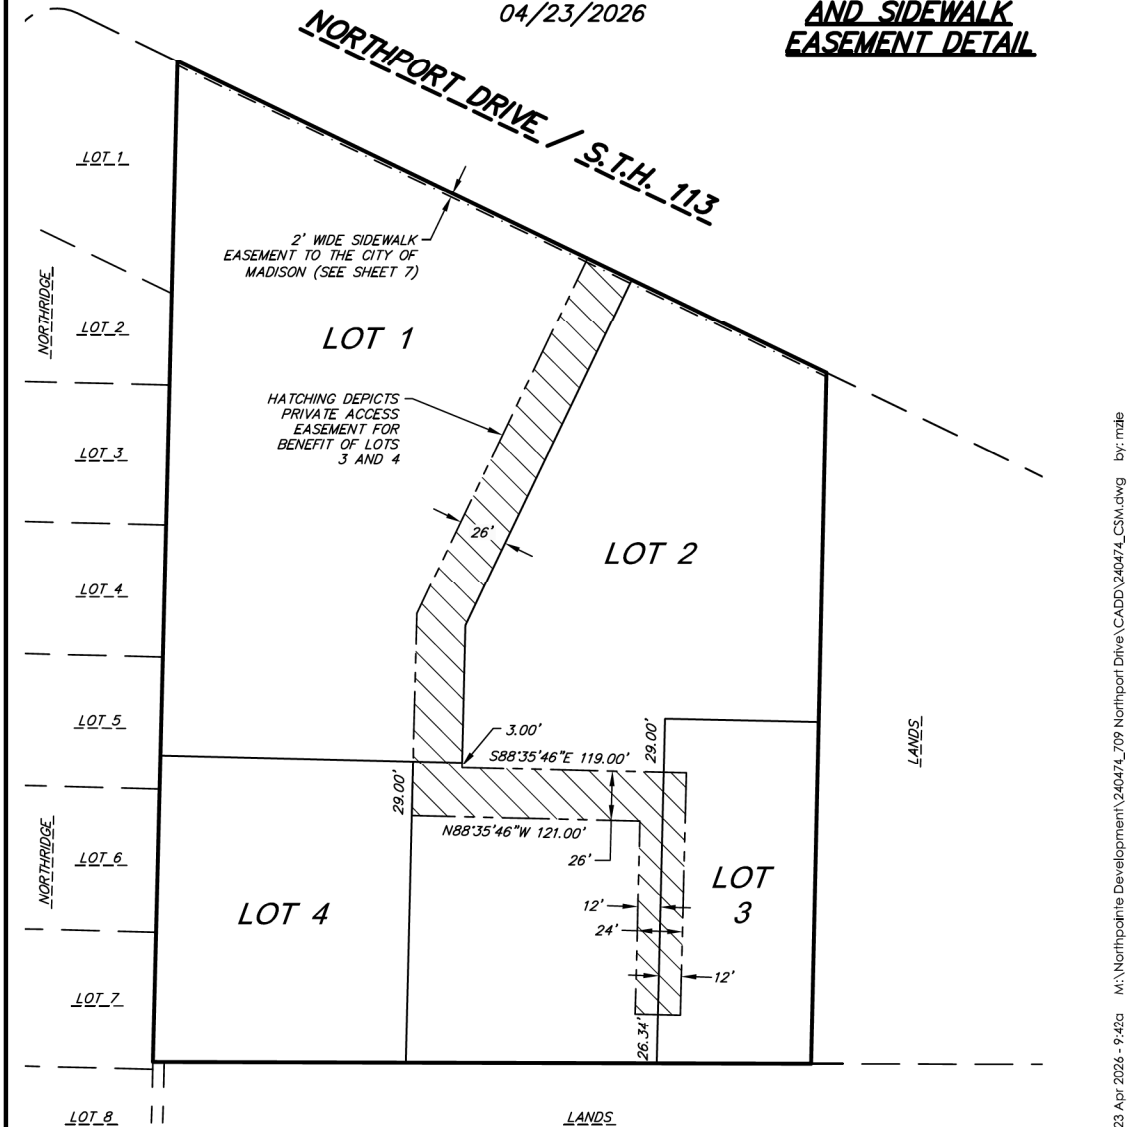 04/23/2026
AND SIDEWALK
EASEMENT DETAIL
NORTHPORT DRIVE / S.T.H. 113
LOT 1
2' WIDE SIDEWALK
EASEMENT TO THE CITY OF
MADISON (SEE SHEET 7)
NORTHRIDGE
LOT 2
LOT 1
HATCHING DEPICTS
PRIVATE ACCESS
EASEMENT FOR
BENEFIT OF LOTS
3 AND 4
LOT 3
26'
LOT 2
LOT 4
LOT 5
3.00'
29.00'
S88°35'46"E 119.00'
LANDS
29.00'
N88°35'46"W 121.00'
26'
NORTHRIDGE
LOT 6
LOT
3
LOT 4
12'
24'
12'
LOT 7
26.34'
LOT 8
LANDS
23 Apr 2026 - 9:42a M:\Northpointe Development\240474_709 Northport Drive\CADD\240474_CSM.dwg by: mzie